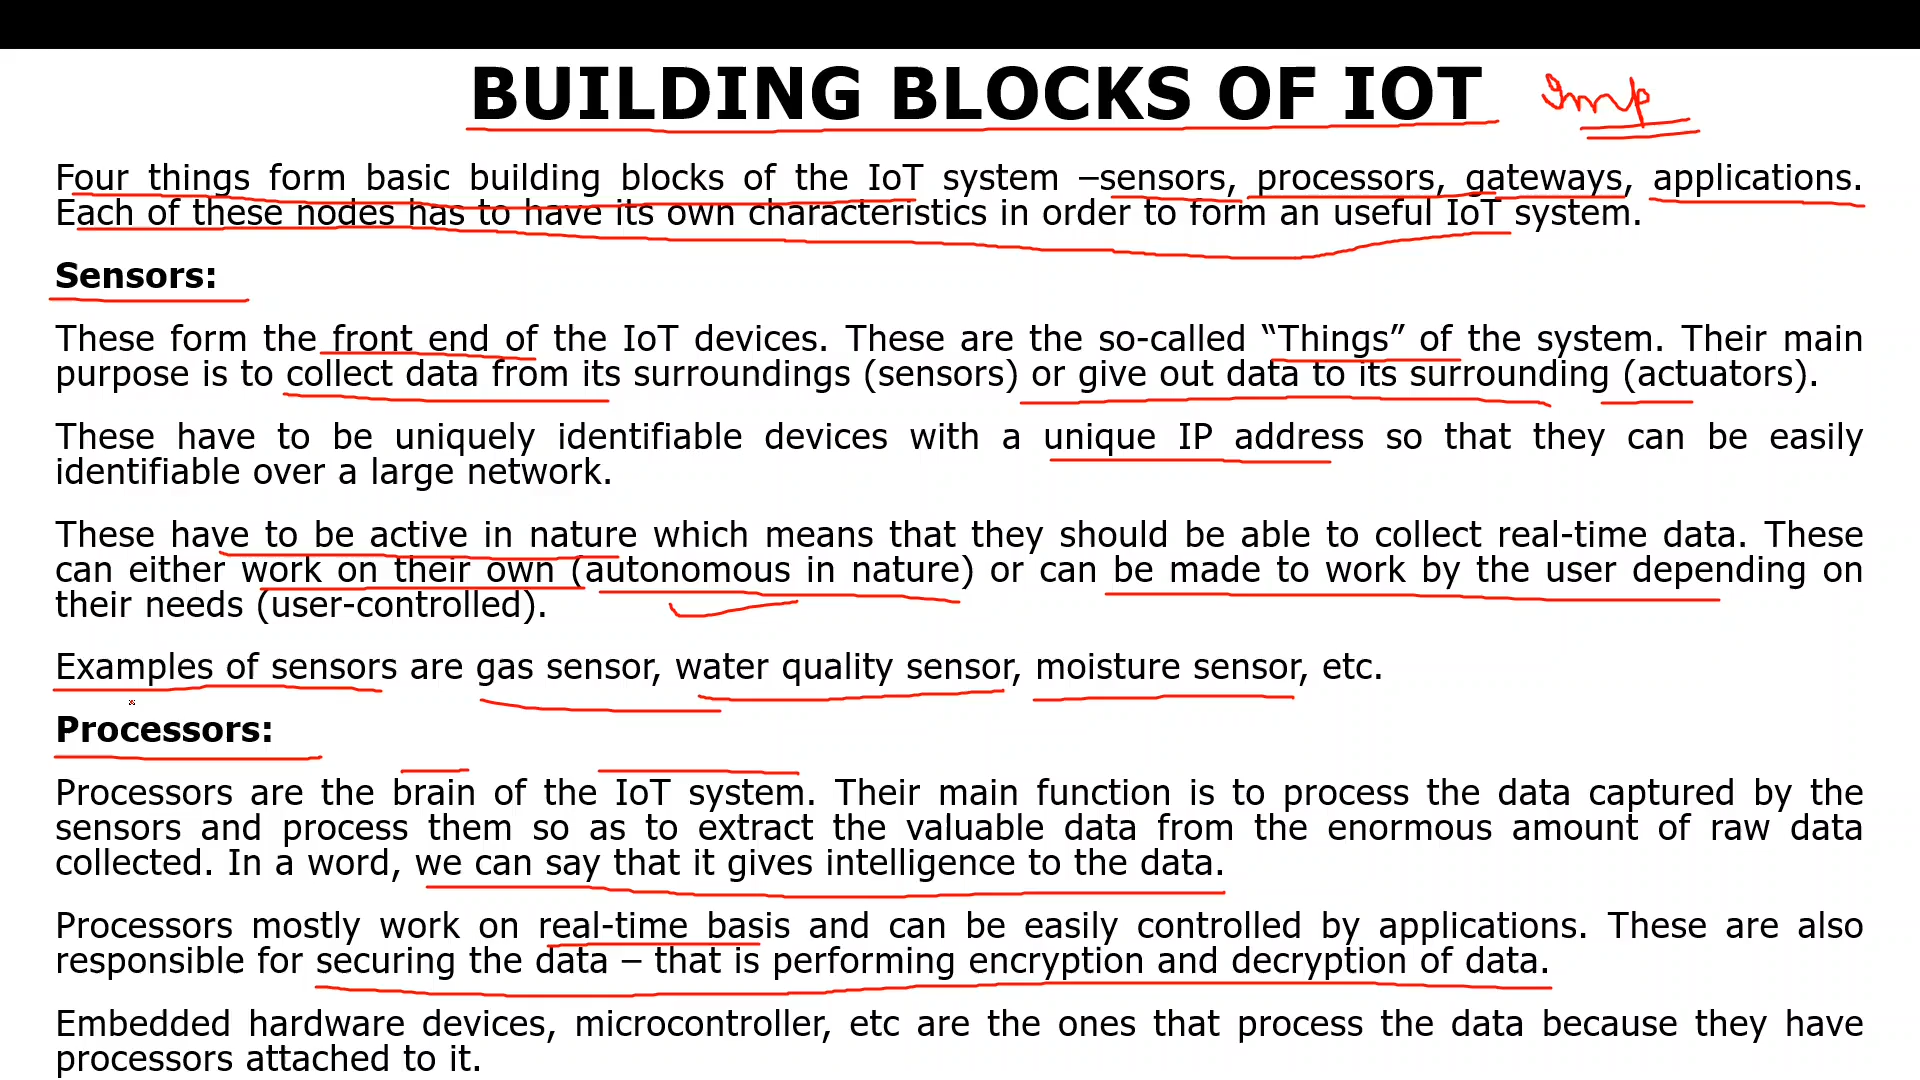 BUILDING BLOCKS OF IOT Imp
Four things form basic building blocks of the IoT system –sensors, processors, gateways, applications.
Each of these nodes has to have its own characteristics in order to form an useful IoT system.
Sensors:
These form the front end of the IoT devices. These are the so-called “Things” of the system. Their main
purpose is to collect data from its surroundings (sensors) or give out data to its surrounding (actuators).
These have to be uniquely identifiable devices with a unique IP address so that they can be easily
identifiable over a large network.
These have to be active in nature which means that they should be able to collect real-time data. These
can either work on their own (autonomous in nature) or can be made to work by the user depending on
their needs (user-controlled).
Examples of sensors are gas sensor, water quality sensor, moisture sensor, etc.
Processors:
Processors are the brain of the IoT system. Their main function is to process the data captured by the
sensors and process them so as to extract the valuable data from the enormous amount of raw data
collected. In a word, we can say that it gives intelligence to the data.
Processors mostly work on real-time basis and can be easily controlled by applications. These are also
responsible for securing the data – that is performing encryption and decryption of data.
Embedded hardware devices, microcontroller, etc are the ones that process the data because they have
processors attached to it.